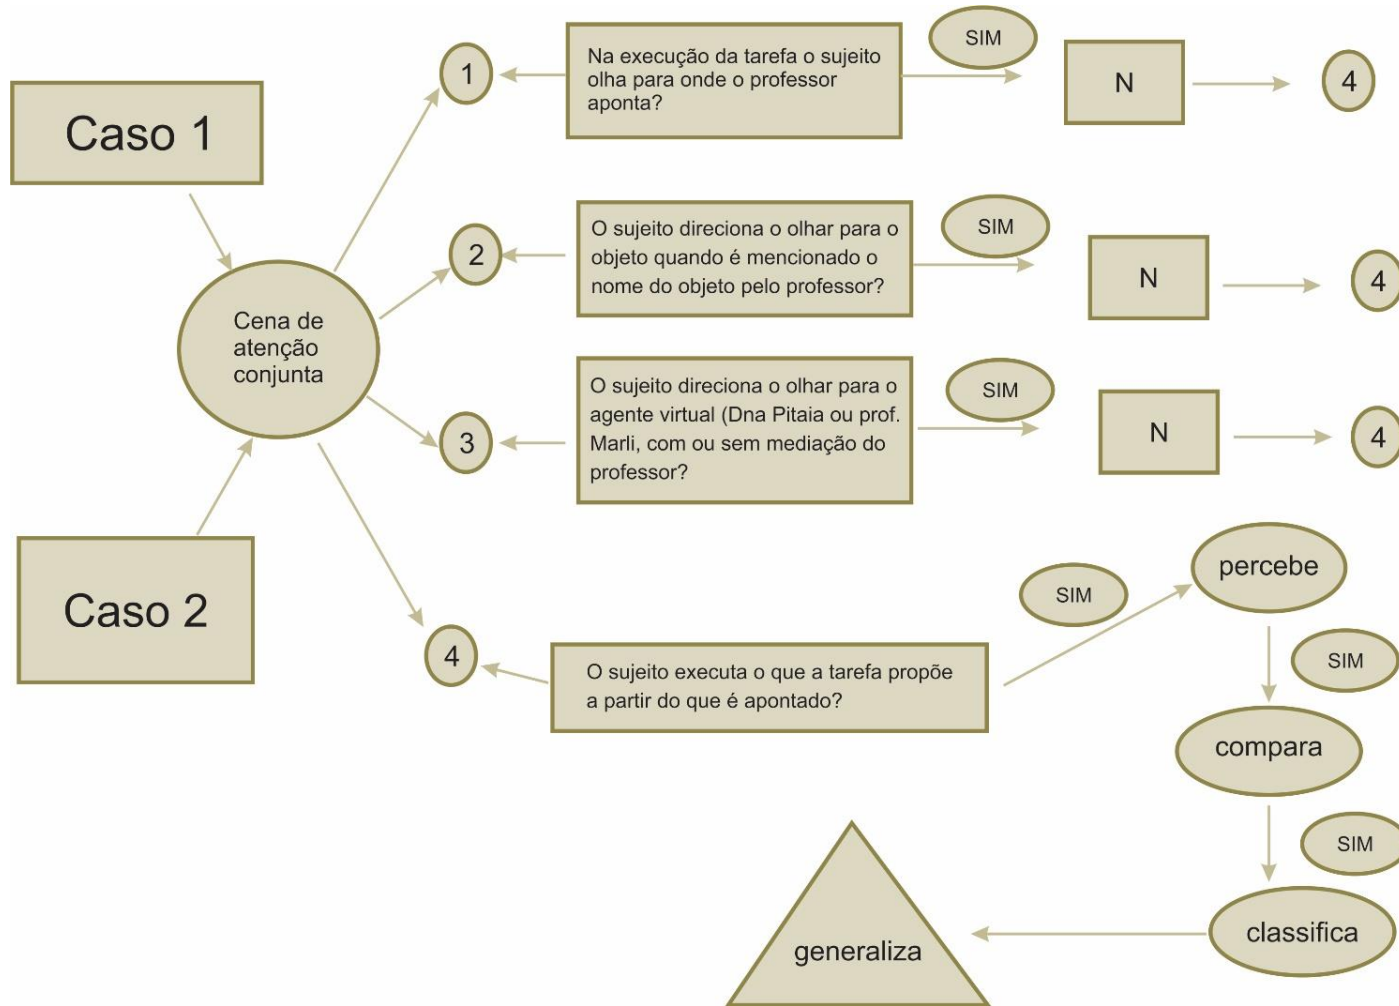 Caso 1
1
Na execução da tarefa o sujeito
olha para onde o professor
aponta?
SIM
N
4
2
O sujeito direciona o olhar para o
objeto quando é mencionado o
nome do objeto pelo professor?
SIM
N
4
Cena de
atenção
conjunta
3
O sujeito direciona o olhar para o
agente virtual (Dna Pitaia ou prof.
Marli, com ou sem mediação do
professor?
SIM
N
4
Caso 2
4
O sujeito executa o que a tarefa propõe
a partir do que é apontado?
SIM
percebe
SIM
compara
SIM
classifica
generaliza